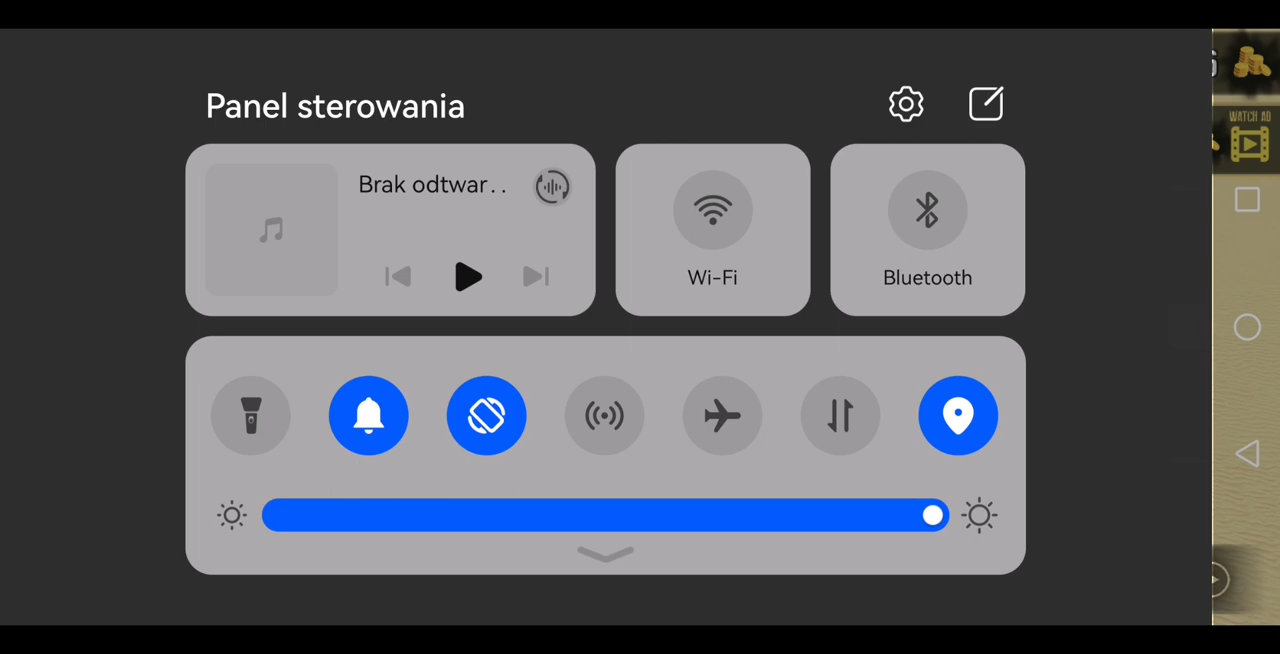 Panel sterowania
WATCH AD
Brak odtwar..
Wi-Fi
Bluetooth